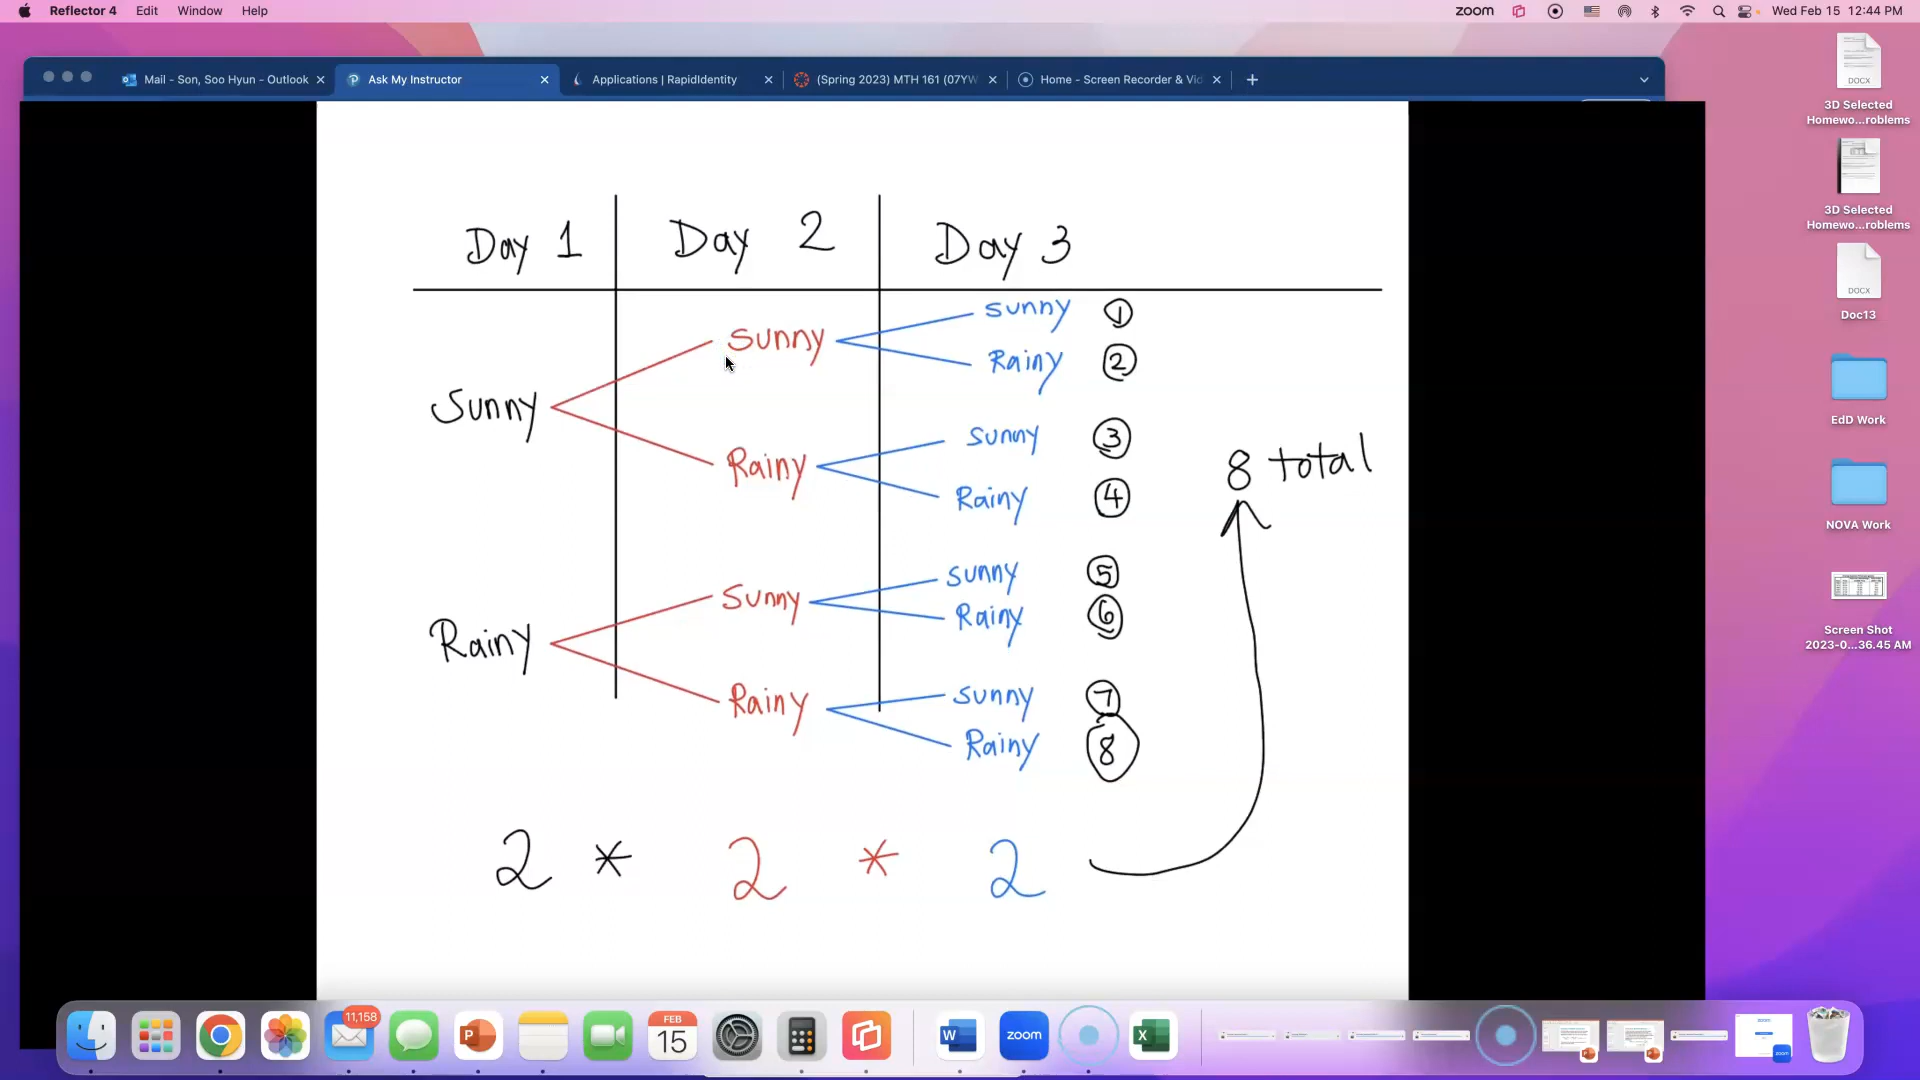 Reflector 4 Edit Window Help zoom Wed Feb 15 12:44 PM
Mail - Son, Soo Hyun - Outlook Ask My Instructor Applications | RapidIdentity (Spring 2023) MTH 161 (07YW Home - Screen Recorder & Vid
DOCX
3D Selected
Homewo...roblems
3D Selected
Homewo...roblems
DOCX
Doc13
EdD Work
NOVA Work
Screen Shot
2023-0...36.45 AM
Day 1 Day 2 Day 3
Sunny ①
Sunny
Rainy ②
Sunny
Sunny ③
Rainy
Rainy ④
8 total
Sunny ⑤
Sunny
Rainy ⑥
Rainy
Sunny ⑦
Rainy
Rainy ⑧
2 * 2 * 2
11,158
FEB
15
zoom